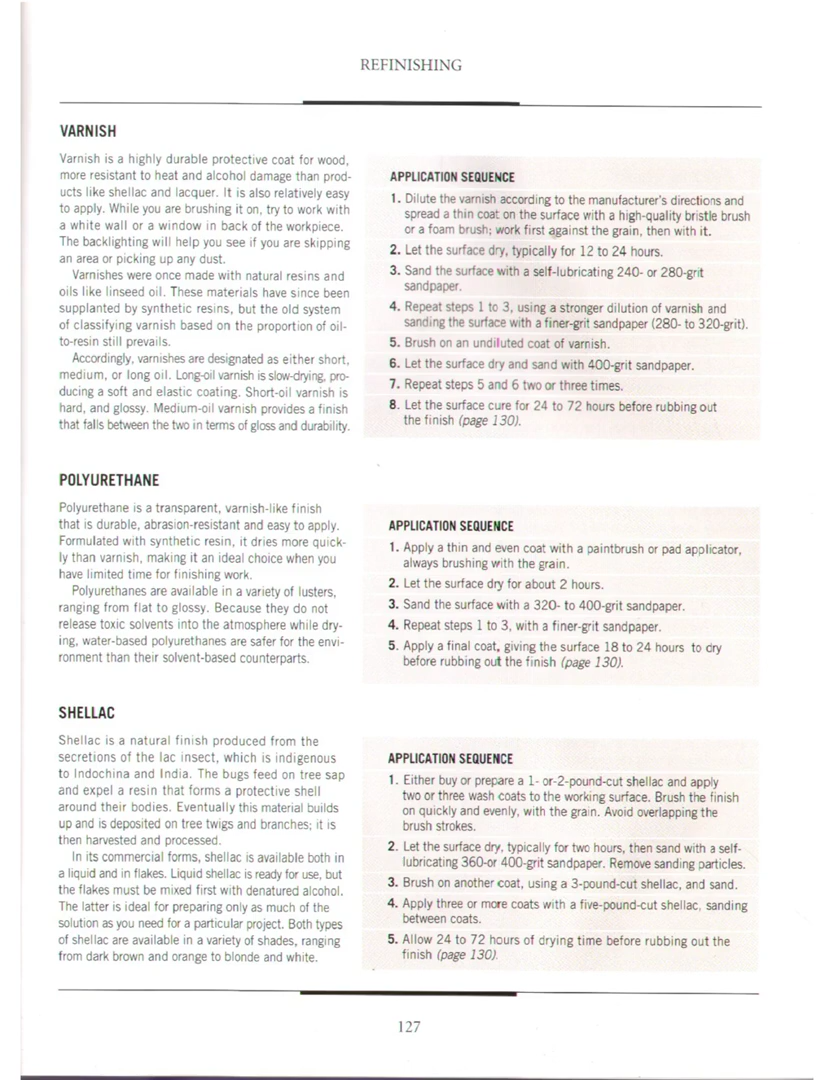 REFINISHING
VARNISH
Varnish is a highly durable protective coat for wood,
more resistant to heat and alcohol damage than prod-
ucts like shellac and lacquer. It is also relatively easy
to apply. While you are brushing it on, try to work with
a white wall or a window in back of the workpiece.
The backlighting will help you see if you are skipping
an area or picking up any dust.
Varnishes were once made with natural resins and
oils like linseed oil. These materials have since been
supplanted by synthetic resins, but the old system
of classifying varnish based on the proportion of oil-
to-resin still prevails.
Accordingly, varnishes are designated as either short,
medium, or long oil. Long-oil varnish is slow-drying, pro-
ducing a soft and elastic coating. Short-oil varnish is
hard, and glossy. Medium-oil varnish provides a finish
that falls between the two in terms of gloss and durability.
APPLICATION SEQUENCE
1. Dilute the varnish according to the manufacturer's directions and
spread a thin coat on the surface with a high-quality bristle brush
or a foam brush; work first against the grain, then with it.
2. Let the surface dry, typically for 12 to 24 hours.
3. Sand the surface with a self-lubricating 240- or 280-grit
sandpaper.
4. Repeat steps 1 to 3, using a stronger dilution of varnish and
sanding the surface with a finer-grit sandpaper (280- to 320-grit).
5. Brush on an undiluted coat of varnish.
6. Let the surface dry and sand with 400-grit sandpaper.
7. Repeat steps 5 and 6 two or three times.
8. Let the surface cure for 24 to 72 hours before rubbing out
the finish (page 130).
POLYURETHANE
Polyurethane is a transparent, varnish-like finish
that is durable, abrasion-resistant and easy to apply.
Formulated with synthetic resin, it dries more quick-
ly than varnish, making it an ideal choice when you
have limited time for finishing work.
Polyurethanes are available in a variety of lusters,
ranging from flat to glossy. Because they do not
release toxic solvents into the atmosphere while dry-
ing, water-based polyurethanes are safer for the envi-
ronment than their solvent-based counterparts.
APPLICATION SEQUENCE
1. Apply a thin and even coat with a paintbrush or pad applicator,
always brushing with the grain.
2. Let the surface dry for about 2 hours.
3. Sand the surface with a 320- to 400-grit sandpaper.
4. Repeat steps 1 to 3, with a finer-grit sandpaper.
5. Apply a final coat, giving the surface 18 to 24 hours to dry
before rubbing out the finish (page 130).
SHELLAC
Shellac is a natural finish produced from the
secretions of the lac insect, which is indigenous
to Indochina and India. The bugs feed on tree sap
and expel a resin that forms a protective shell
around their bodies. Eventually this material builds
up and is deposited on tree twigs and branches; it is
then harvested and processed.
In its commercial forms, shellac is available both in
a liquid and in flakes. Liquid shellac is ready for use, but
the flakes must be mixed first with denatured alcohol.
The latter is ideal for preparing only as much of the
solution as you need for a particular project. Both types
of shellac are available in a variety of shades, ranging
from dark brown and orange to blonde and white.
APPLICATION SEQUENCE
1. Either buy or prepare a 1- or-2-pound-cut shellac and apply
two or three wash coats to the working surface. Brush the finish
on quickly and evenly, with the grain. Avoid overlapping the
brush strokes.
2. Let the surface dry, typically for two hours, then sand with a self-
lubricating 360-or 400-grit sandpaper. Remove sanding particles.
3. Brush on another coat, using a 3-pound-cut shellac, and sand.
4. Apply three or more coats with a five-pound-cut shellac, sanding
between coats.
5. Allow 24 to 72 hours of drying time before rubbing out the
finish (page 130).
127